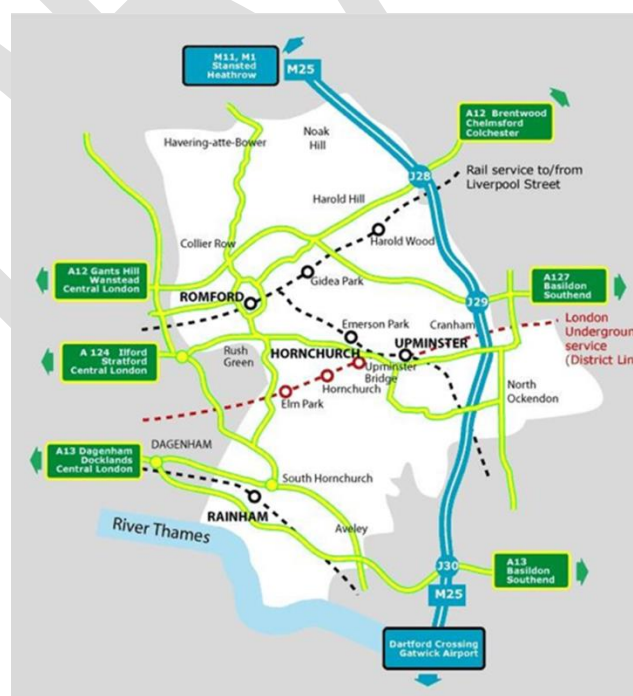 M11, M1
Stansted
Heathrow
M25
A12 Brentwood
Chelmsford
Colchester
Noak
Hill
Havering-atte-Bower
J28
Rail service to/from
Liverpool Street
Harold Hill
Collier Row
Harold Wood
A12 Gants Hill
Wanstead
Central London
Gidea Park
A127
Basildon
Southend
ROMFORD
J29
Emerson Park
Cranham
London
Underground
service
(District Lin
A 124 Ilford
Stratford
Central London
Rush
Green
HORNCHURCH
UPMINSTER
Upminster
Bridge
Hornchurch
Elm Park
North
Ockendon
DAGENHAM
A13 Dagenham
Docklands
Central London
South Hornchurch
RAINHAM
River Thames
Aveley
J30
A13
Basildon
Southend
M25
Dartford Crossing
Gatwick Airport